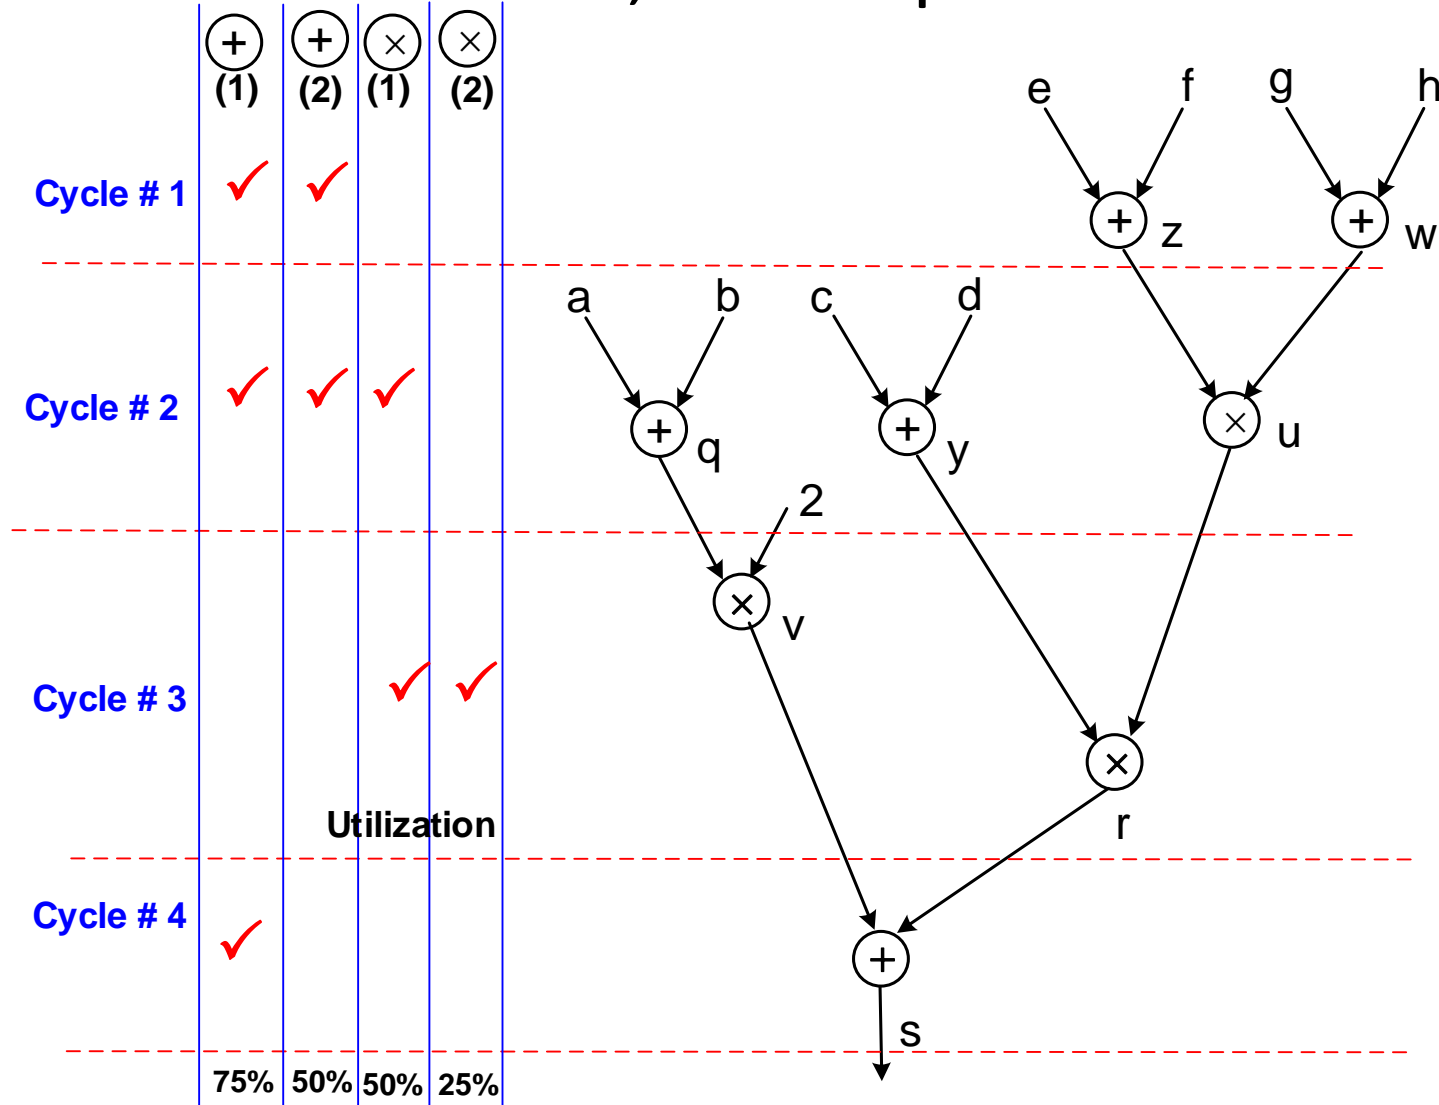 + + × ×
(1) (2) (1) (2)
e f g h
Cycle # 1
+ z + w
a b c d
Cycle # 2
+ q + y × u
2
× v
Cycle # 3
×
r
Utilization
Cycle # 4
+
s
75% 50% 50% 25%